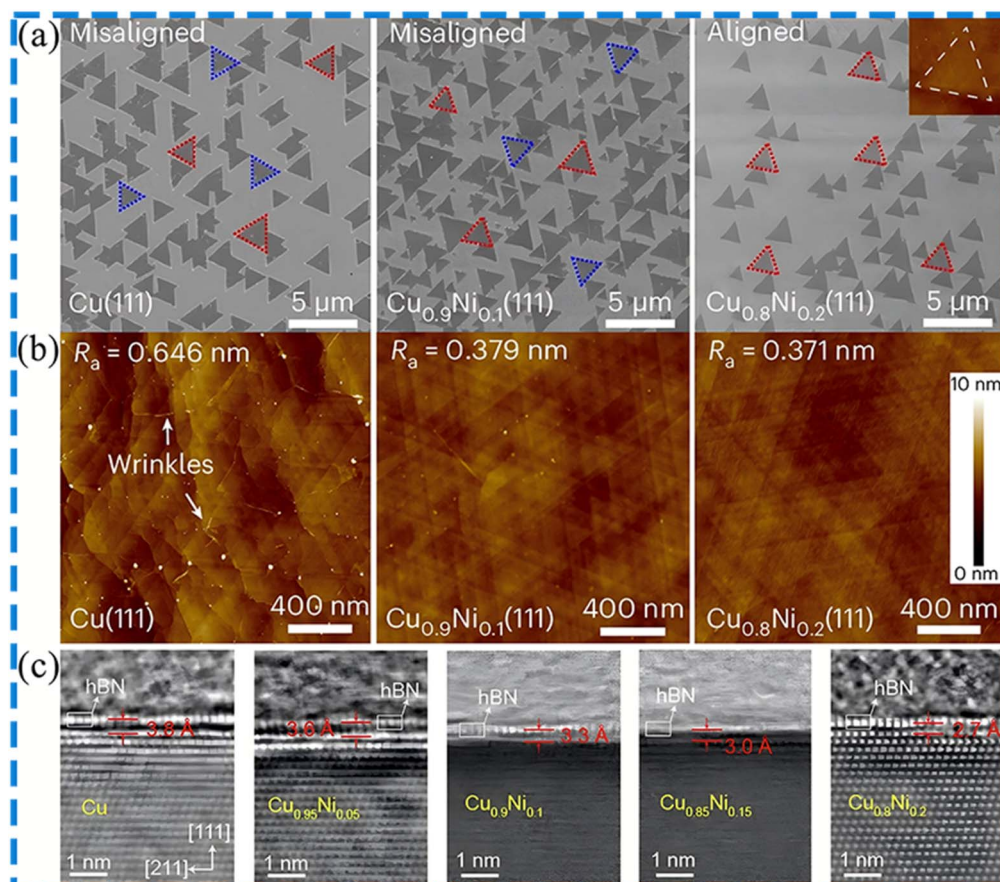 (a)
Misaligned
Misaligned
Aligned
Cu(111)
5 μm
Cu0.9Ni0.1(111)
5 μm
Cu0.8Ni0.2(111)
5 μm
(b)
Ra = 0.646 nm
Ra = 0.379 nm
Ra = 0.371 nm
10 nm
0 nm
Wrinkles
Cu(111)
400 nm
Cu0.9Ni0.1(111)
400 nm
Cu0.8Ni0.2(111)
400 nm
(c)
hBN
3.8 Å
Cu
[111]
[211]
1 nm
hBN
3.6 Å
Cu0.95Ni0.05
1 nm
hBN
3.3 Å
Cu0.9Ni0.1
1 nm
hBN
3.0 Å
Cu0.85Ni0.15
1 nm
hBN
2.7 Å
Cu0.8Ni0.2
1 nm